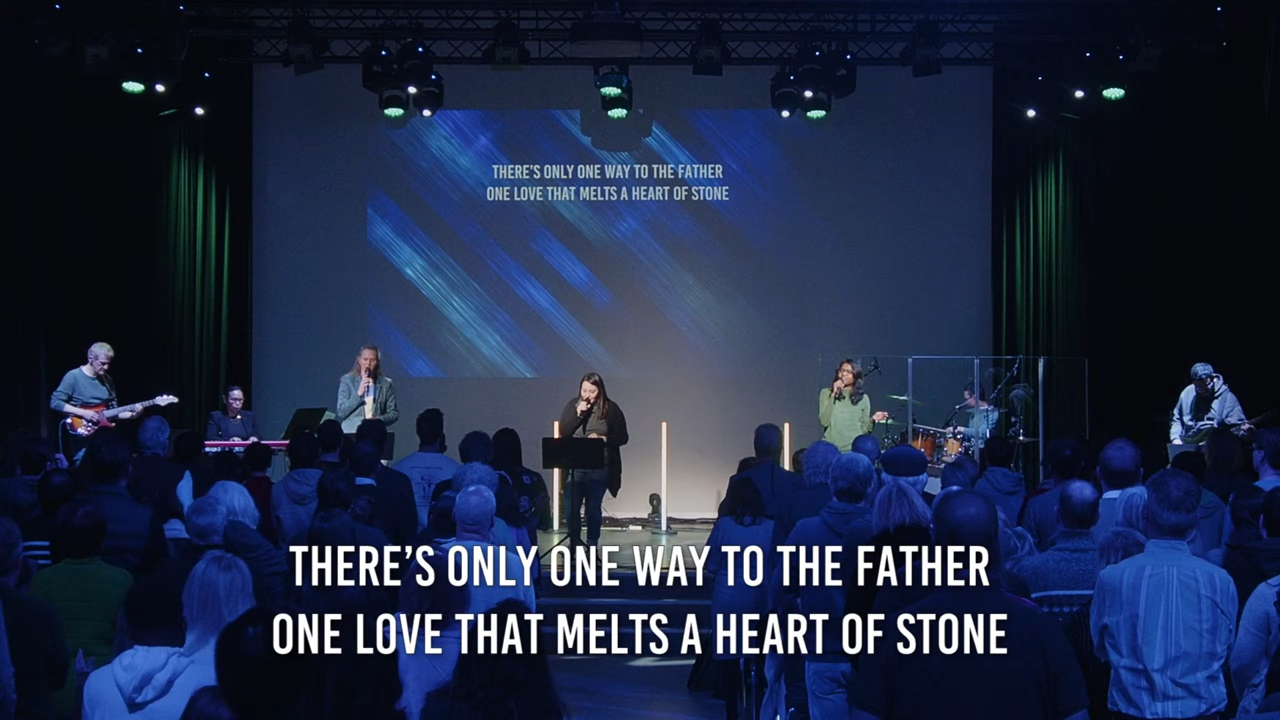 THERE'S ONLY ONE WAY TO THE FATHER
ONE LOVE THAT MELTS A HEART OF STONE
THERE'S ONLY ONE WAY TO THE FATHER
ONE LOVE THAT MELTS A HEART OF STONE